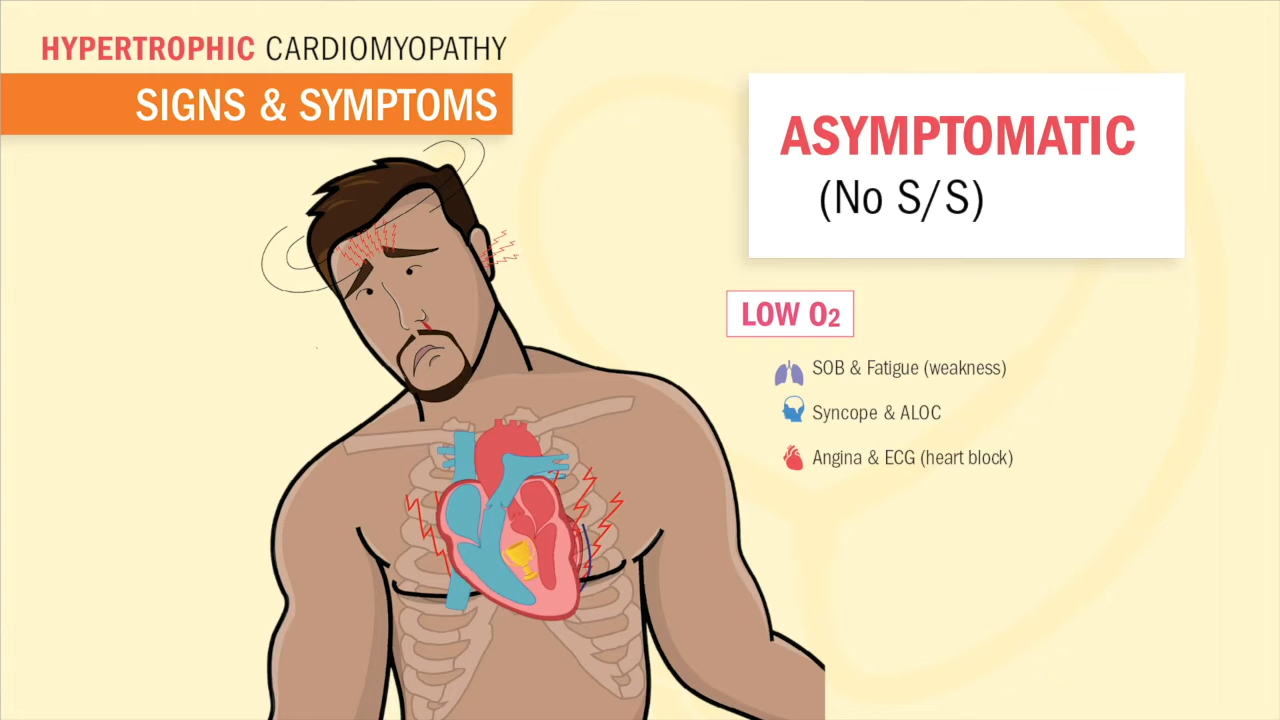 HYPERTROPHIC CARDIOMYOPATHY
SIGNS & SYMPTOMS
ASYMPTOMATIC
(No S/S)
LOW O2
SOB & Fatigue (weakness)
Syncope & ALOC
Angina & ECG (heart block)